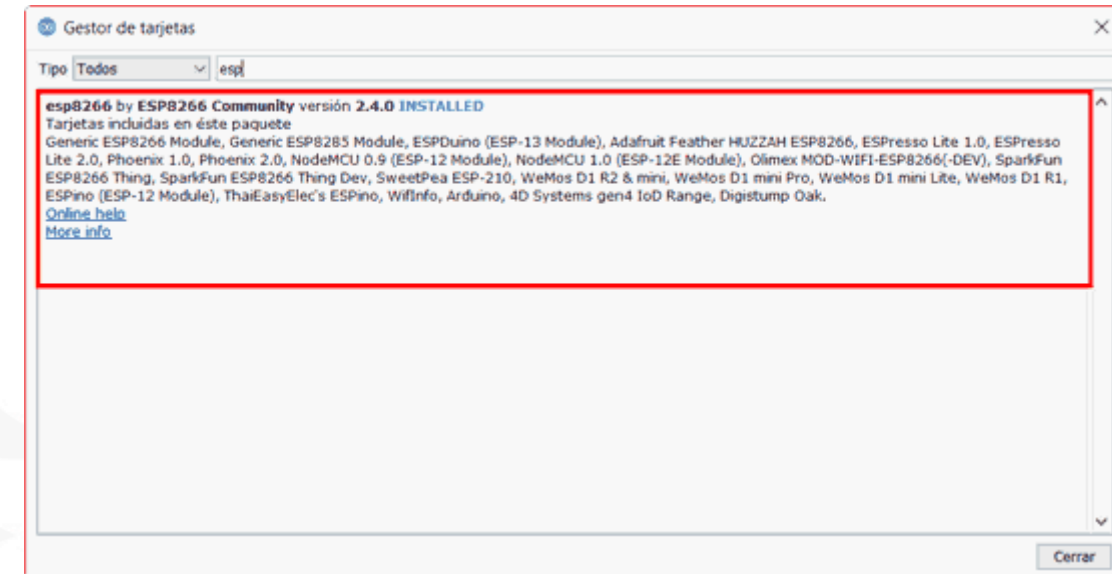 Gestor de tarjetas
Tipo Todos esp
esp8266 by ESP8266 Community versión 2.4.0 INSTALLED
Tarjetas incluidas en éste paquete
Generic ESP8266 Module, Generic ESP8285 Module, ESPDuino (ESP-13 Module), Adafruit Feather HUZZAH ESP8266, ESPresso Lite 1.0, ESPresso
Lite 2.0, Phoenix 1.0, Phoenix 2.0, NodeMCU 0.9 (ESP-12 Module), NodeMCU 1.0 (ESP-12E Module), Olimex MOD-WIFI-ESP8266(-DEV), SparkFun
ESP8266 Thing, SparkFun ESP8266 Thing Dev, SweetPea ESP-210, WeMos D1 R2 & mini, WeMos D1 mini Pro, WeMos D1 mini Lite, WeMos D1 R1,
ESPino (ESP-12 Module), ThaiEasyElec's ESPino, WifInfo, Arduino, 4D Systems gen4 IoD Range, Digistump Oak.
Online help
More info
Cerrar